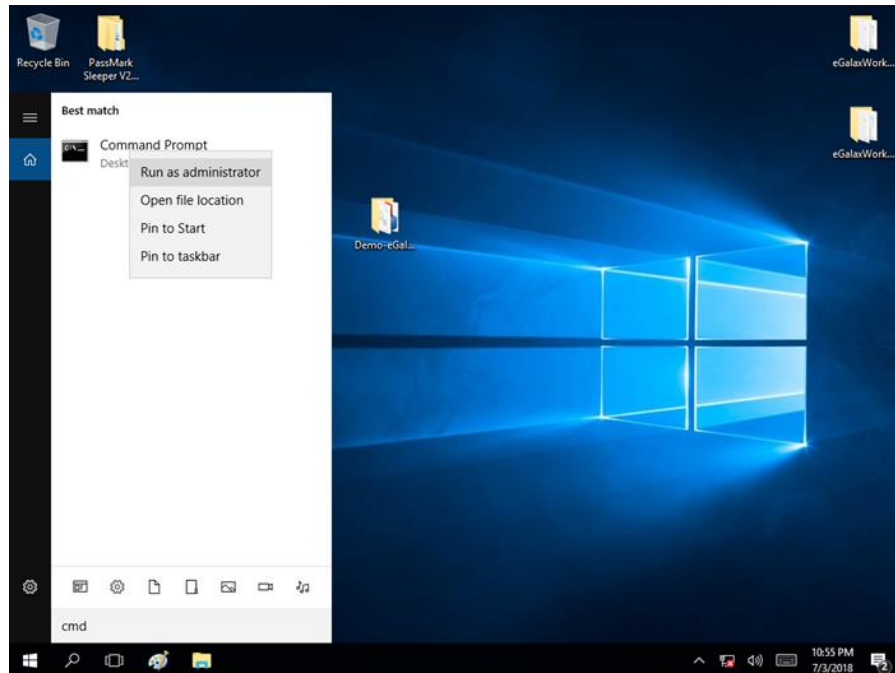 Recycle Bin
PassMark
Sleeper V2...
eGalaxWork...
eGalaxWork...
Demo-eGal...
Best match
Command Prompt
Deskt
Run as administrator
Open file location
Pin to Start
Pin to taskbar
cmd
10:55 PM
7/3/2018
2